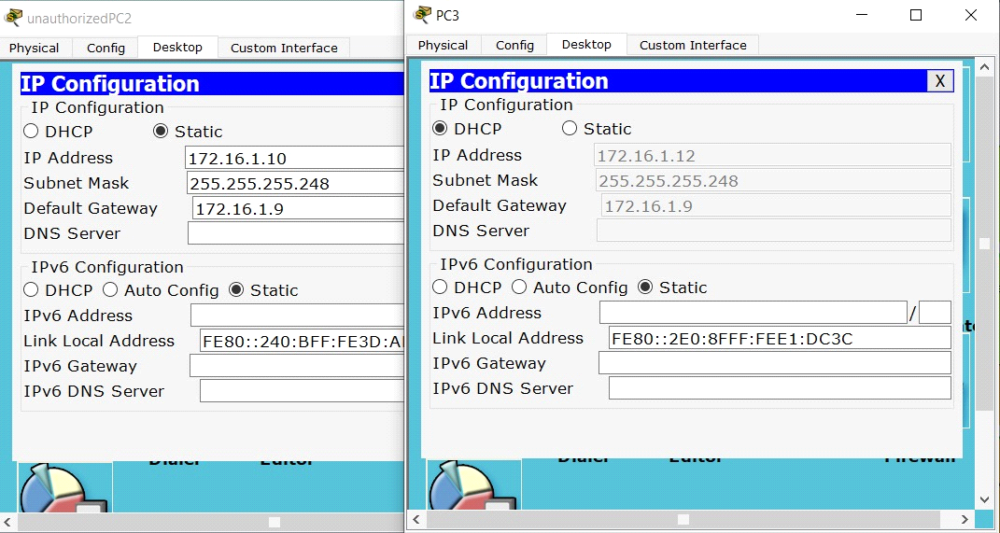 unauthorizedPC2
Physical Config Desktop Custom Interface
IP Configuration
IP Configuration
DHCP Static
IP Address 172.16.1.10
Subnet Mask 255.255.255.248
Default Gateway 172.16.1.9
DNS Server
IPv6 Configuration
DHCP Auto Config Static
IPv6 Address
Link Local Address FE80::240:BFF:FE3D:A
IPv6 Gateway
IPv6 DNS Server
Dialer Editor
PC3
Physical Config Desktop Custom Interface
IP Configuration X
IP Configuration
DHCP Static
IP Address 172.16.1.12
Subnet Mask 255.255.255.248
Default Gateway 172.16.1.9
DNS Server
IPv6 Configuration
DHCP Auto Config Static
IPv6 Address /
Link Local Address FE80::2E0:8FFF:FEE1:DC3C
IPv6 Gateway
IPv6 DNS Server
Dialer Editor Firewall